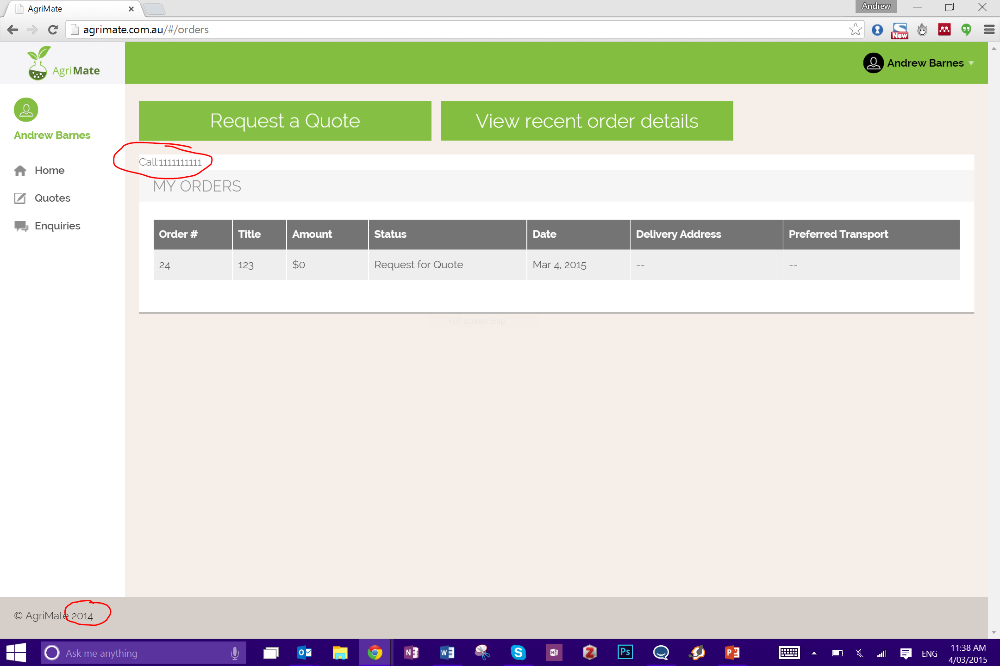 AgriMate
Andrew
agrimate.com.au/#/orders
New
AgriMate
Andrew Barnes
Andrew Barnes
Home
Quotes
Enquiries
Request a Quote
View recent order details
Call:1111111111
MY ORDERS
Order # Title Amount Status Date Delivery Address Preferred Transport
24 123 $0 Request for Quote Mar 4, 2015 -- --
Full-screen Snip
© AgriMate 2014
Ask me anything
Ps
ENG
11:38 AM
4/03/2015